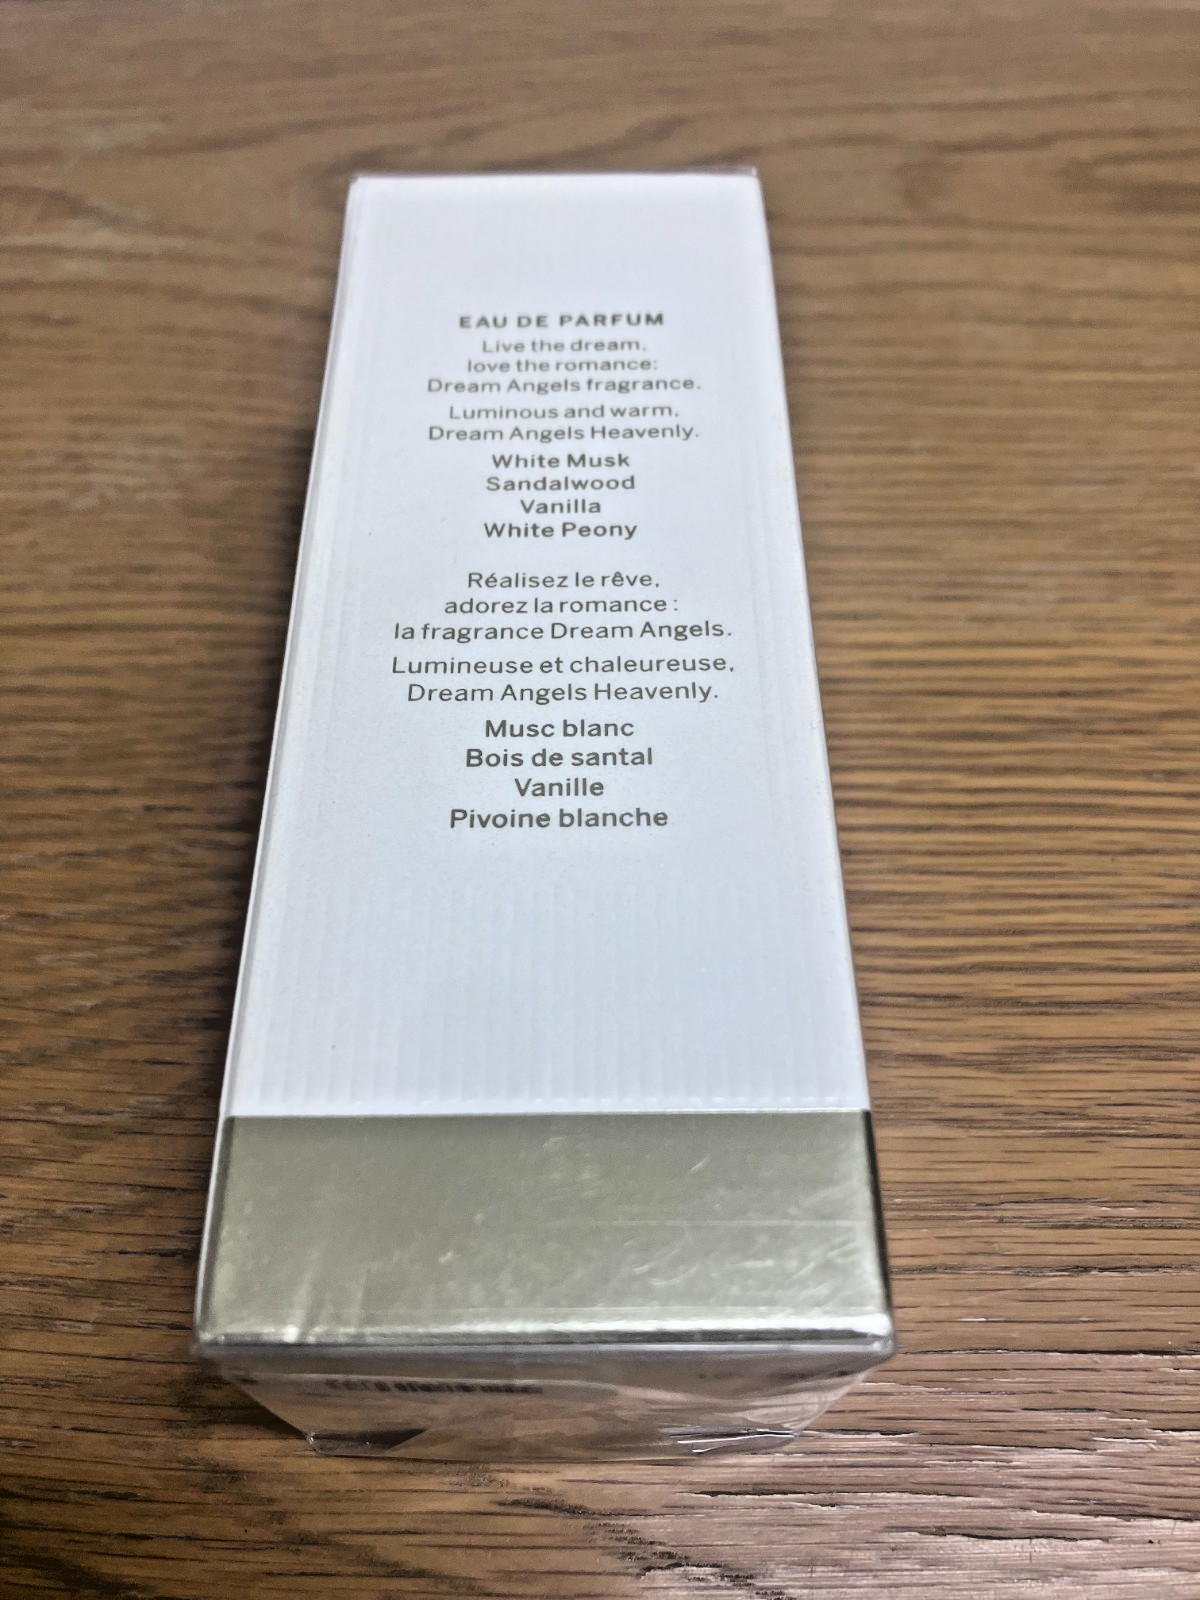 EAU DE PARFUM
Live the dream,
love the romance:
Dream Angels fragrance.
Luminous and warm,
Dream Angels Heavenly.
White Musk
Sandalwood
Vanilla
White Peony
Réalisez le rêve,
adorez la romance :
la fragrance Dream Angels.
Lumineuse et chaleureuse,
Dream Angels Heavenly.
Musc blanc
Bois de santal
Vanille
Pivoine blanche